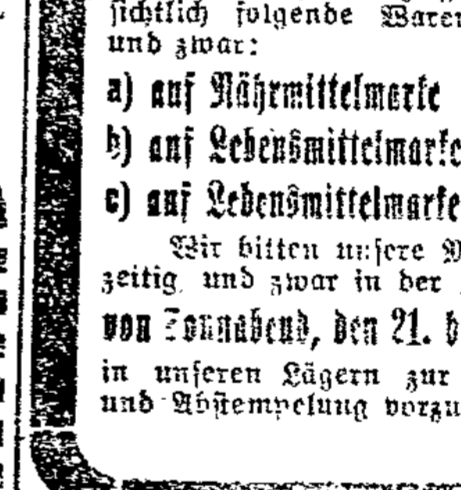 sichtlich folgende Waren
und zwar:
a) auf Nährmittelmarke
b) auf Lebensmittelmarke
c) auf Lebensmittelmarke
Wir bitten unsere
zeitig und zwar in der
von Sonnabend, den 21. b
in unseren Lägern zur
und Abstempelung vorzu